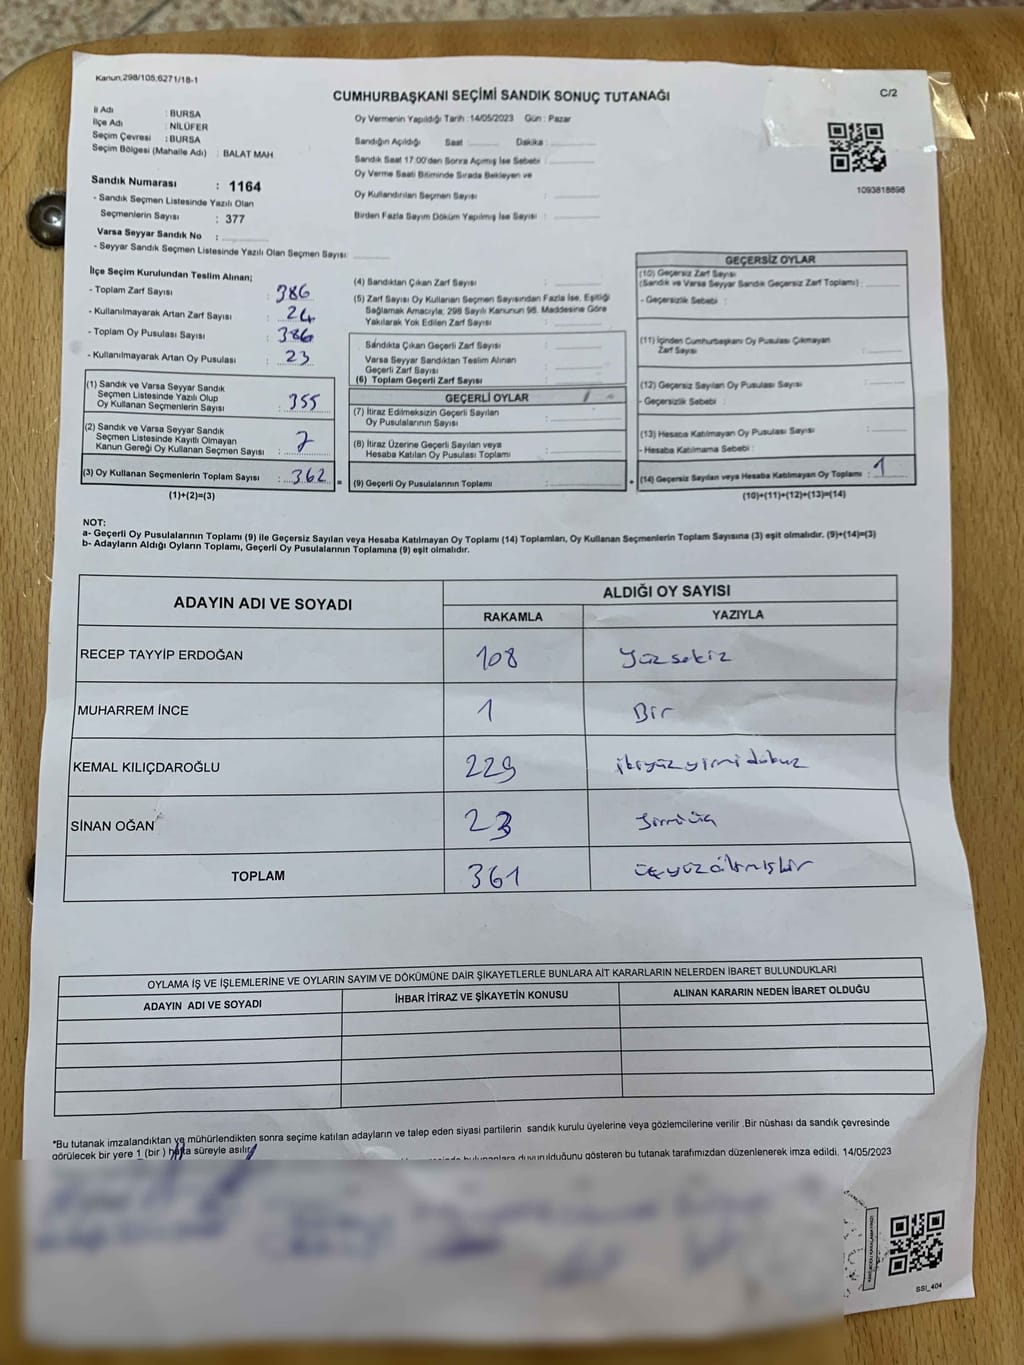 Kanun;298/105;6271/18-1
CUMHURBAŞKANI SEÇİMİ SANDIK SONUÇ TUTANAĞI
C/2
İl Adı : BURSA
İlçe Adı : NİLÜFER
Seçim Çevresi : BURSA
Seçim Bölgesi (Mahalle Adı) : BALAT MAH
Sandık Numarası : 1164
- Sandık Seçmen Listesinde Yazılı Olan
Seçmenlerin Sayısı : 377
Varsa Seyyar Sandık No :
- Seyyar Sandık Seçmen Listesinde Yazılı Olan Seçmen Sayısı:
Oy Vermenin Yapıldığı Tarih :14/05/2023 Gün : Pazar
Sandığın Açıldığı Saat : Dakika :
Sandık Saat 17:00'den Sonra Açımış İse Sebebi :
Oy Verme Saati Bitiminde Sırada Bekleyen ve
Oy Kullandırılan Seçmen Sayısı :
Birden Fazla Sayım Döküm Yapılmış İse Sayısı :
1093818898
İlçe Seçim Kurulundan Teslim Alınan;
- Toplam Zarf Sayısı : 386
- Kullanılmayarak Artan Zarf Sayısı : 24
- Toplam Oy Pusulası Sayısı : 386
- Kullanılmayarak Artan Oy Pusulası : 23
(1) Sandık ve Varsa Seyyar Sandık
Seçmen Listesinde Yazılı Olup
Oy Kullanan Seçmenlerin Sayısı : 355
(2) Sandık ve Varsa Seyyar Sandık
Seçmen Listesinde Kayıtlı Olmayan
Kanun Gereği Oy Kullanan Seçmen Sayısı : 7
(3) Oy Kullanan Seçmenlerin Toplam Sayısı : 362 =
(1)+(2)=(3)
(4) Sandıktan Çıkan Zarf Sayısı :
(5) Zarf Sayısı Oy Kullanan Seçmen Sayısından Fazla İse, Eşitliği
Sağlamak Amacıyla; 298 Sayılı Kanunun 98. Maddesine Göre
Yakılarak Yok Edilen Zarf Sayısı :
Sandıkta Çıkan Geçerli Zarf Sayısı :
Varsa Seyyar Sandıktan Teslim Alınan
Geçerli Zarf Sayısı :
(6) Toplam Geçerli Zarf Sayısı :
GEÇERLİ OYLAR
(7) İtiraz Edilmeksizin Geçerli Sayılan
Oy Pusulalarının Sayısı :
(8) İtiraz Üzerine Geçerli Sayılan veya
Hesaba Katılan Oy Pusulası Toplamı :
(9) Geçerli Oy Pusulalarının Toplamı : +
GEÇERSİZ OYLAR
(10) Geçersiz Zarf Sayısı
(Sandık ve Varsa Seyyar Sandık Geçersiz Zarf Toplamı) :
- Geçersizlik Sebebi :
(11) İçinden Cumhurbaşkanı Oy Pusulası Çıkmayan
Zarf Sayısı :
(12) Geçersiz Sayılan Oy Pusulası Sayısı :
- Geçersizlik Sebebi :
(13) Hesaba Katılmayan Oy Pusulası Sayısı :
- Hesaba Katılmama Sebebi :
(14) Geçersiz Sayılan veya Hesaba Katılmayan Oy Toplamı : 1
(10)+(11)+(12)+(13)=(14)
NOT:
a- Geçerli Oy Pusulalarının Toplamı (9) ile Geçersiz Sayılan veya Hesaba Katılmayan Oy Toplamı (14) Toplamları, Oy Kullanan Seçmenlerin Toplam Sayısına (3) eşit olmalıdır. (9)+(14)=(3)
b- Adayların Aldığı Oyların Toplamı, Geçerli Oy Pusulalarının Toplamına (9) eşit olmalıdır.
ADAYIN ADI VE SOYADI ALDIĞI OY SAYISI
RAKAMLA YAZIYLA
RECEP TAYYİP ERDOĞAN 108 Yüzsekiz
MUHARREM İNCE 1 Bir
KEMAL KILIÇDAROĞLU 229 ikiyüzyirmidokuz
SİNAN OĞAN 23 yirmiüç
TOPLAM 361 üçyüzaltmışbir
OYLAMA İŞ VE İŞLEMLERİNE VE OYLARIN SAYIM VE DÖKÜMÜNE DAİR ŞİKAYETLERLE BUNLARA AİT KARARLARIN NELERDEN İBARET BULUNDUKLARI
ADAYIN ADI VE SOYADI İHBAR İTİRAZ VE ŞİKAYETİN KONUSU ALINAN KARARIN NEDEN İBARET OLDUĞU
*Bu tutanak imzalandıktan ve mühürlendikten sonra seçime katılan adayların ve talep eden siyasi partilerin sandık kurulu üyelerine veya gözlemcilerine verilir .Bir nüshası da sandık çevresinde
görülecek bir yere 1 (bir ) hafta süreyle asılır.
duyurulduğunu gösteren bu tutanak tarafımızdan düzenlenerek imza edildi. 14/05/2023
SSI_404